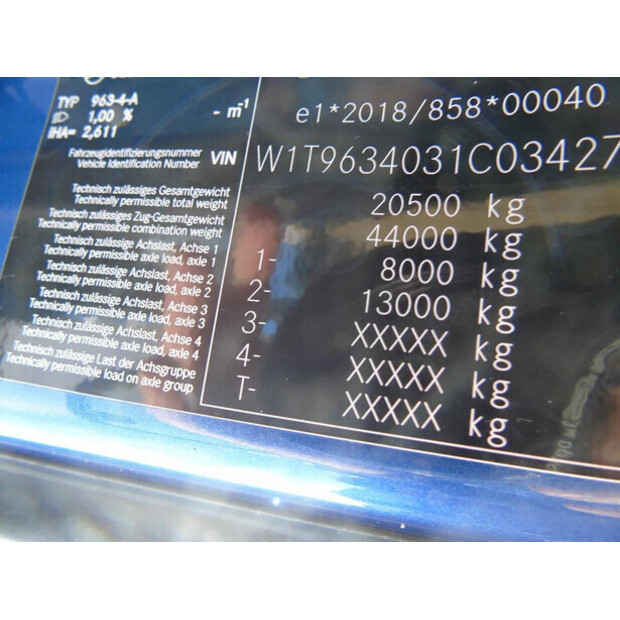 TYP 963-4-A
1,00 % - m⁻¹
IHA= 2,611
e1*2018/858*00040
Fahrzeugidentifizierungsnummer
Vehicle Identification Number VIN W1T9634031C03427
Technisch zulässiges Gesamtgewicht
Technically permissible total weight 20500 kg
Technisch zulässiges Zug-Gesamtgewicht
Technically permissible combination weight 44000 kg
Technisch zulässige Achslast, Achse 1
Technically permissible axle load, axle 1 1- 8000 kg
Technisch zulässige Achslast, Achse 2
Technically permissible axle load, axle 2 2- 13000 kg
Technisch zulässige Achslast, Achse 3
Technically permissible axle load, axle 3 3- XXXXX kg
Technisch zulässige Achslast, Achse 4
Technically permissible axle load, axle 4 4- XXXXX kg
Technisch zulässige Last der Achsgruppe
Technically permissible load on axle group T- XXXXX kg